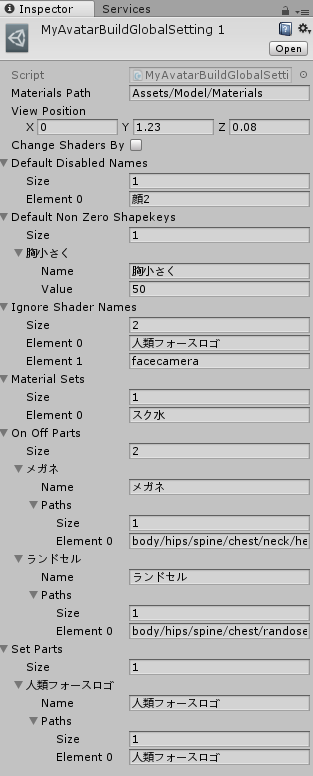 Inspector Services
MyAvatarBuildGlobalSetting 1
Open
Script MyAvatarBuildGlobalSetti
Materials Path Assets/Model/Materials
View Position
X 0 Y 1.23 Z 0.08
Change Shaders By
Default Disabled Names
Size 1
Element 0 顔2
Default Non Zero Shapekeys
Size 1
胸小さく
Name 胸小さく
Value 50
Ignore Shader Names
Size 2
Element 0 人類フォースロゴ
Element 1 facecamera
Material Sets
Size 1
Element 0 スク水
On Off Parts
Size 2
メガネ
Name メガネ
Paths
Size 1
Element 0 body/hips/spine/chest/neck/he
ランドセル
Name ランドセル
Paths
Size 1
Element 0 body/hips/spine/chest/randose
Set Parts
Size 1
人類フォースロゴ
Name 人類フォースロゴ
Paths
Size 1
Element 0 人類フォースロゴ